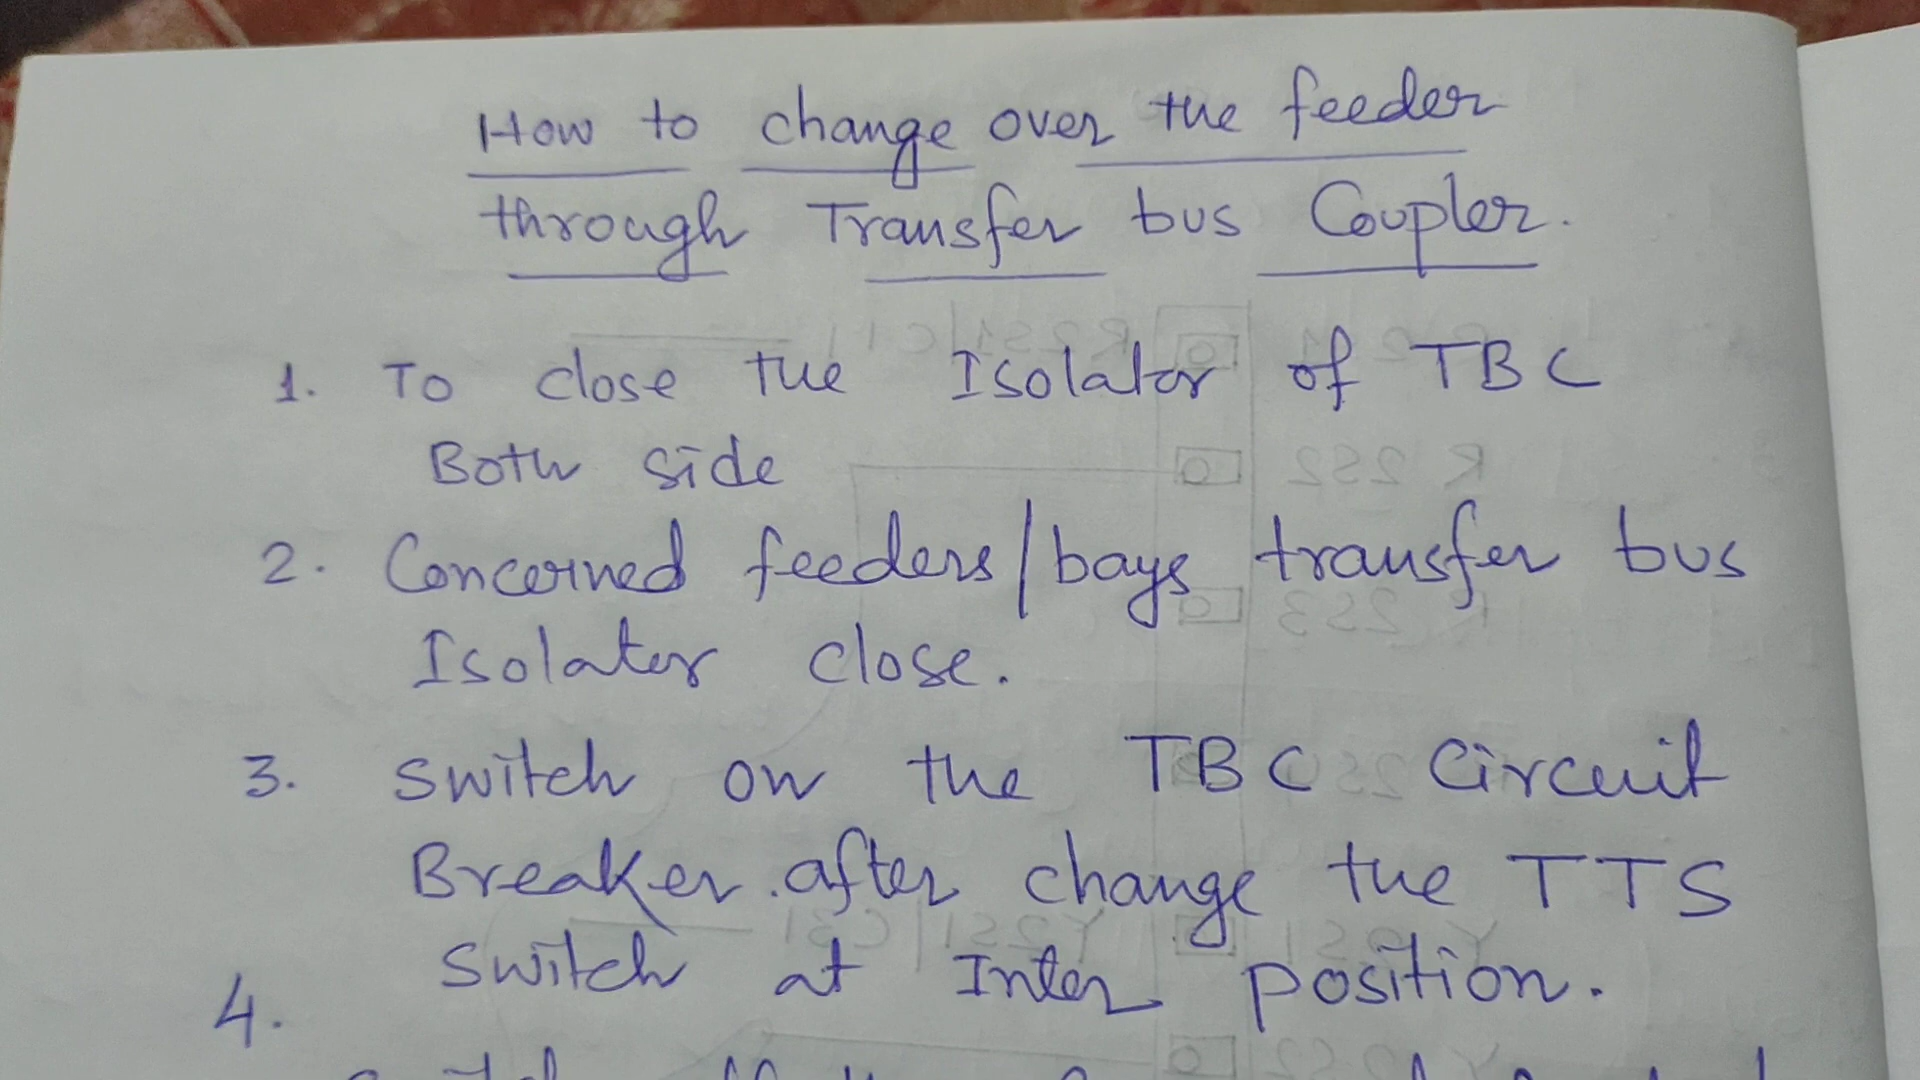 How to change over the feeder
through Transfer bus Coupler.
1. To close the Isolator of TBC
Both side
2. Concerned feeders/bays transfer bus
Isolator close.
3. Switch on the TBC Circuit
Breaker. after change the TTS
Switch at Inter position.
4.